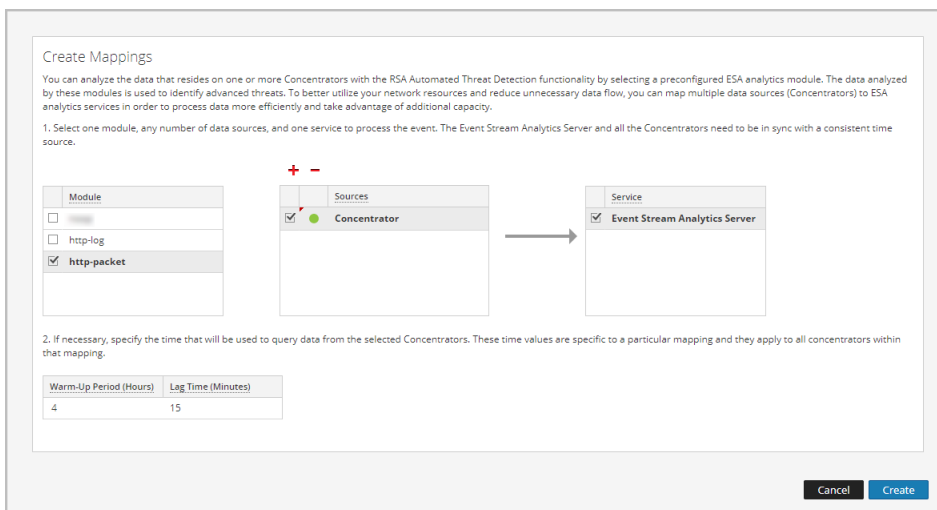 Create Mappings
You can analyze the data that resides on one or more Concentrators with the RSA Automated Threat Detection functionality by selecting a preconfigured ESA analytics module. The data analyzed
by these modules is used to identify advanced threats. To better utilize your network resources and reduce unnecessary data flow, you can map multiple data sources (Concentrators) to ESA
analytics services in order to process data more efficiently and take advantage of additional capacity.
1. Select one module, any number of data sources, and one service to process the event. The Event Stream Analytics Server and all the Concentrators need to be in sync with a consistent time
source.
+ −
Module
Sources
Service
Concentrator
Event Stream Analytics Server
http-log
http-packet
2. If necessary, specify the time that will be used to query data from the selected Concentrators. These time values are specific to a particular mapping and they apply to all concentrators within
that mapping.
Warm-Up Period (Hours) Lag Time (Minutes)
4 15
Cancel Create